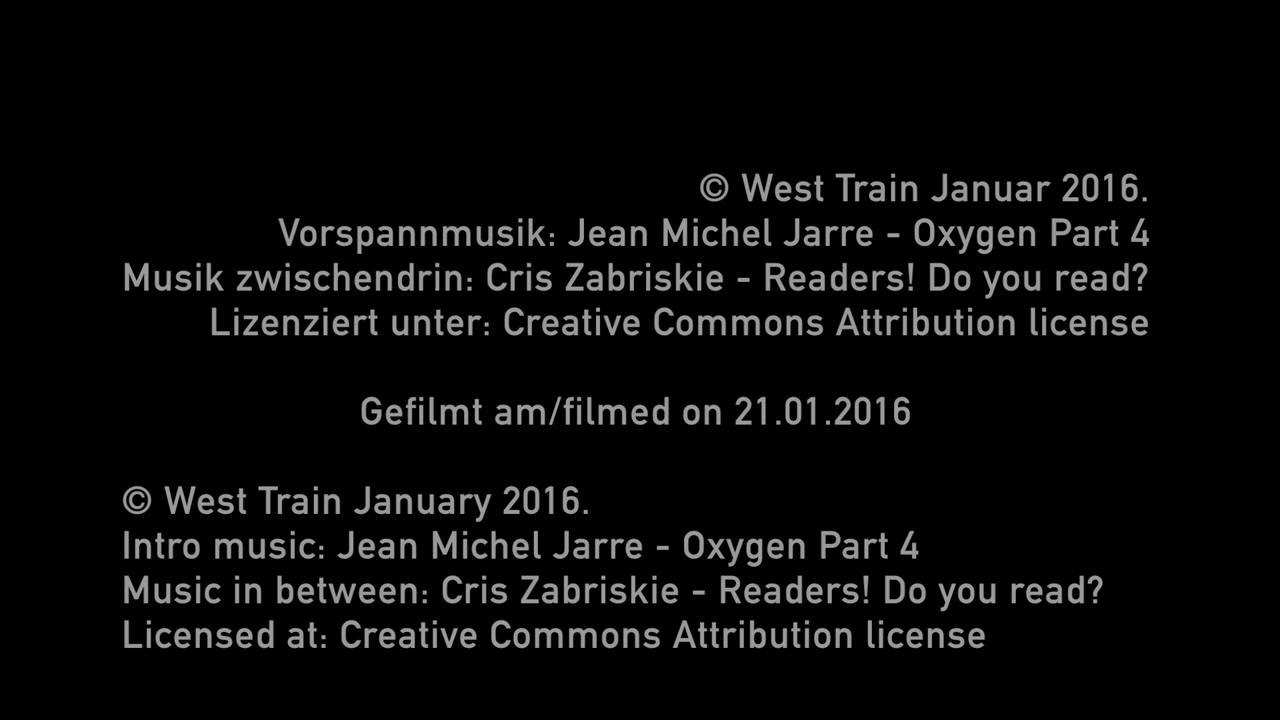 © West Train Januar 2016.
Vorspannmusik: Jean Michel Jarre - Oxygen Part 4
Musik zwischendrin: Cris Zabriskie - Readers! Do you read?
Lizenziert unter: Creative Commons Attribution license
Gefilmt am/filmed on 21.01.2016
© West Train January 2016.
Intro music: Jean Michel Jarre - Oxygen Part 4
Music in between: Cris Zabriskie - Readers! Do you read?
Licensed at: Creative Commons Attribution license